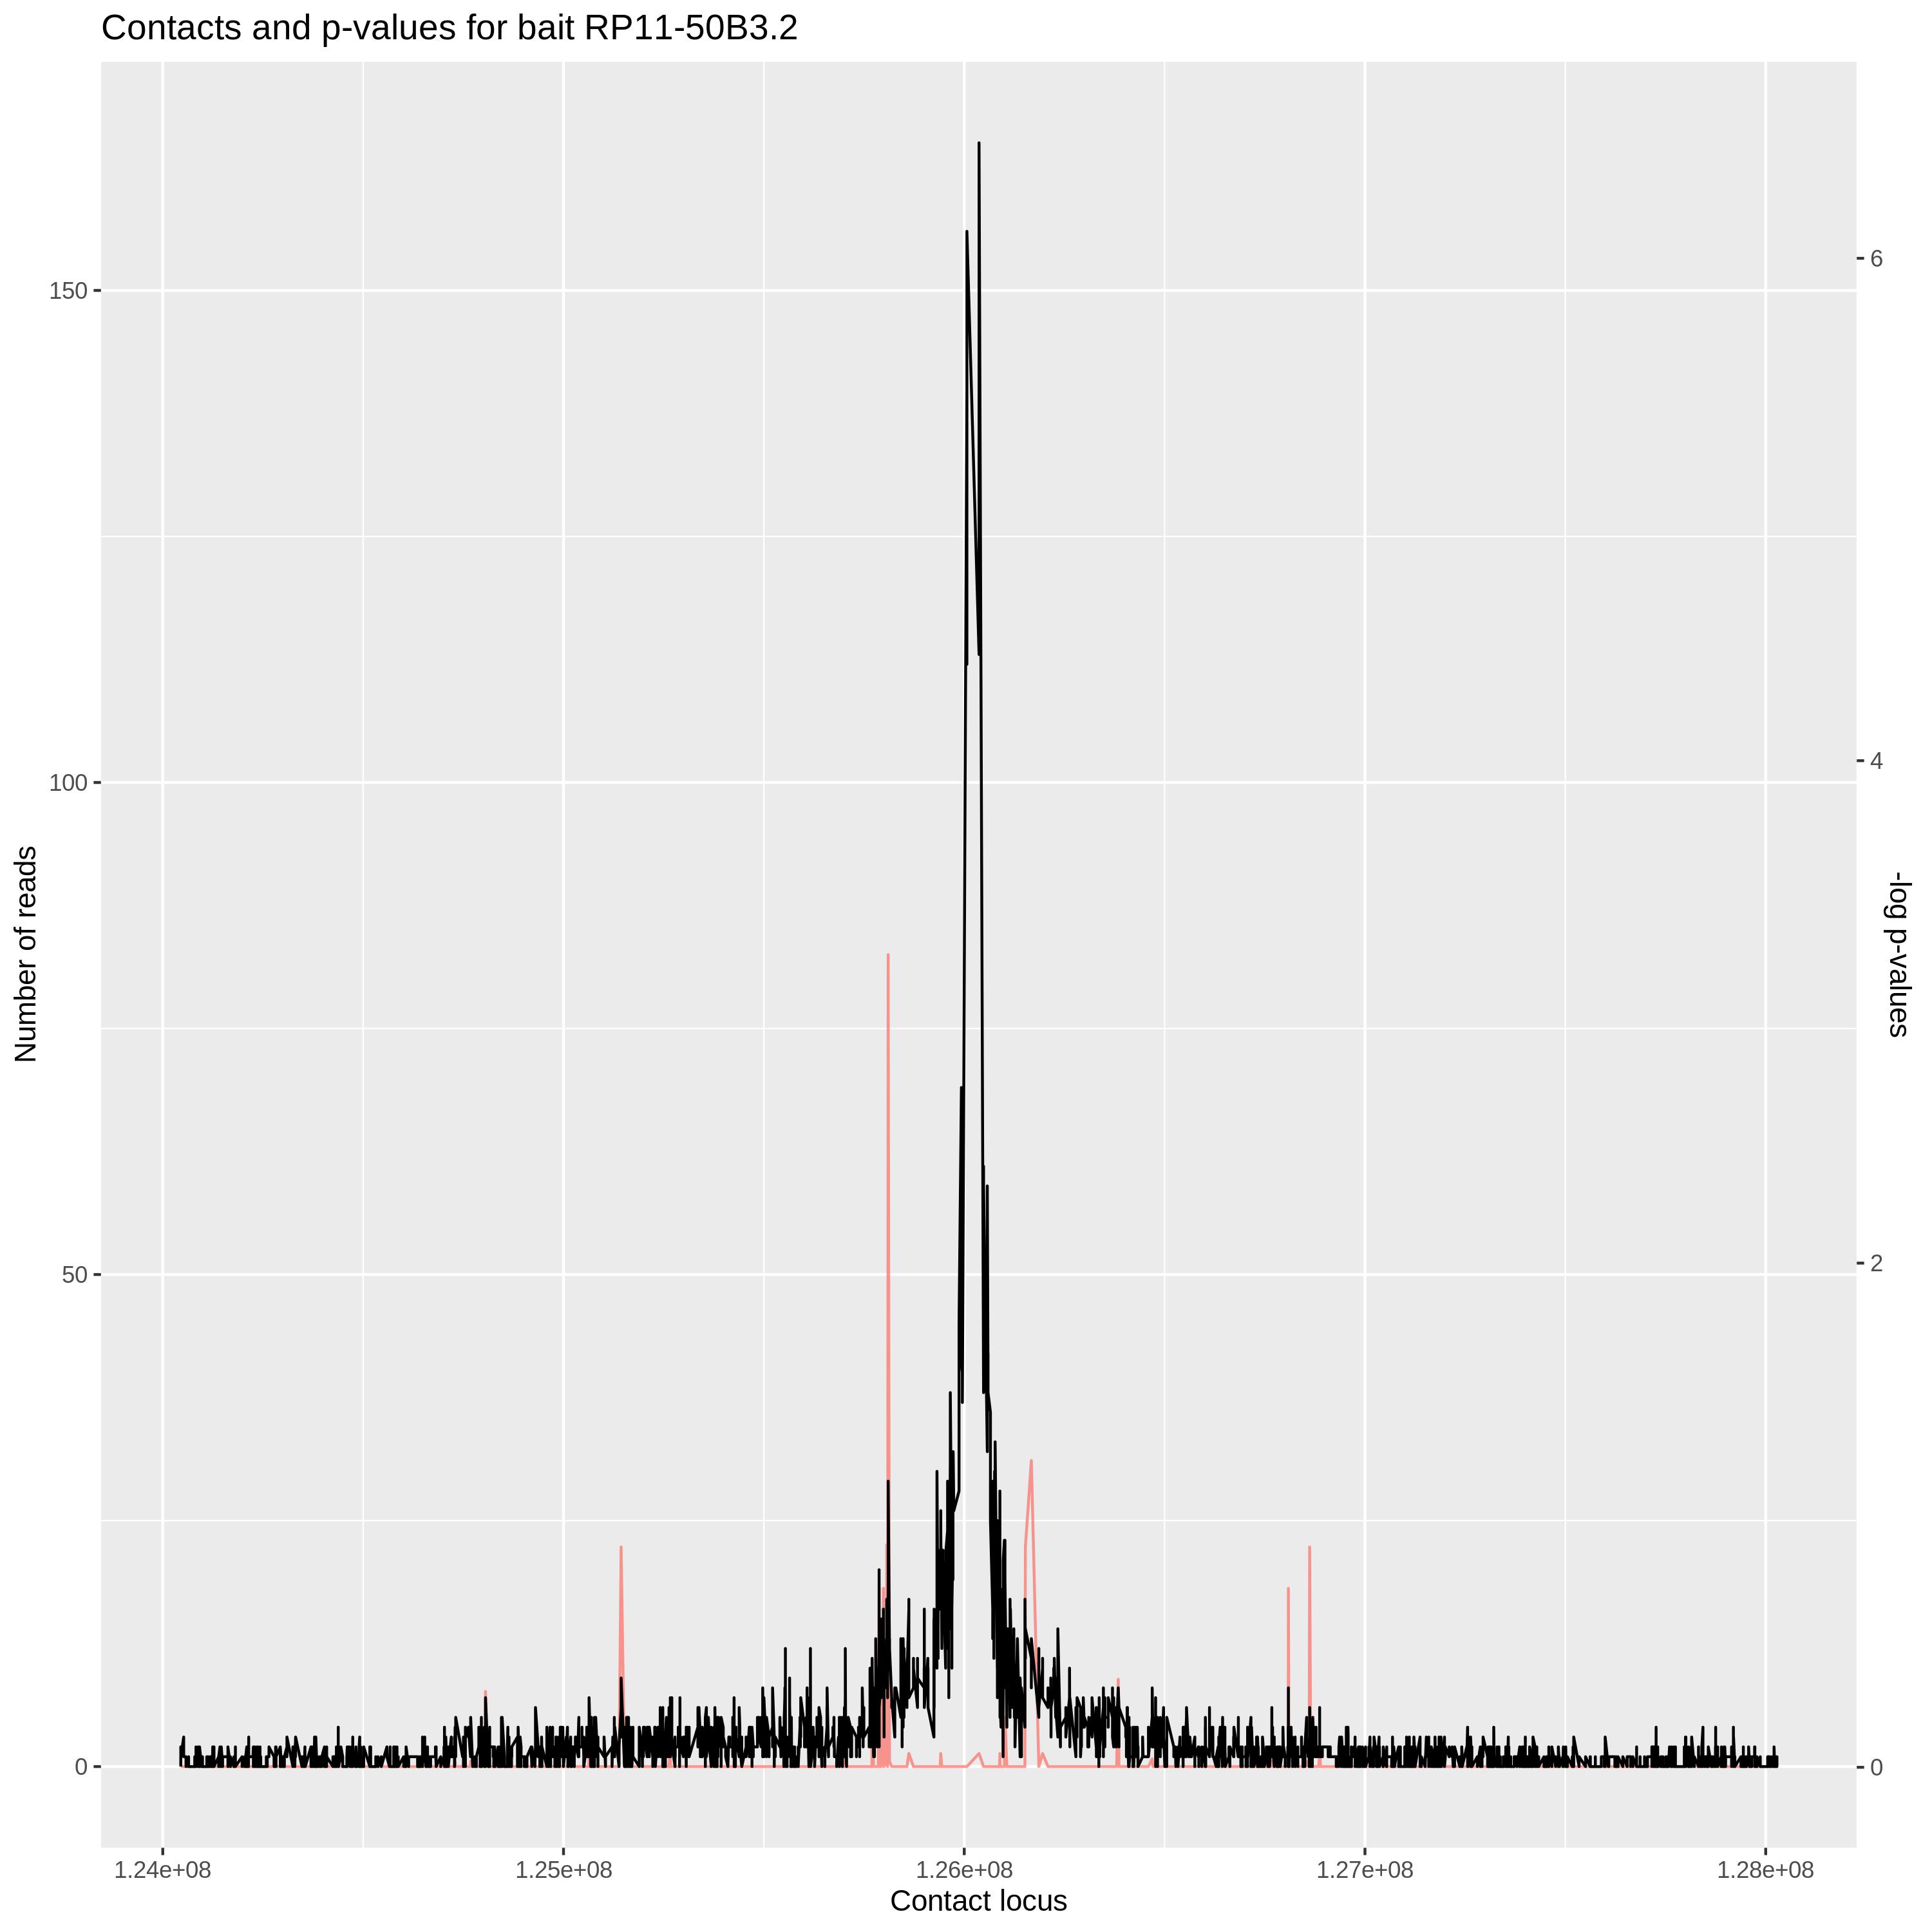 Contacts and p-values for bait RP11-50B3.2
150
100
50
0
Number of reads
6
4
2
0
-log p-values
1.24e+08
1.25e+08
1.26e+08
1.27e+08
1.28e+08
Contact locus